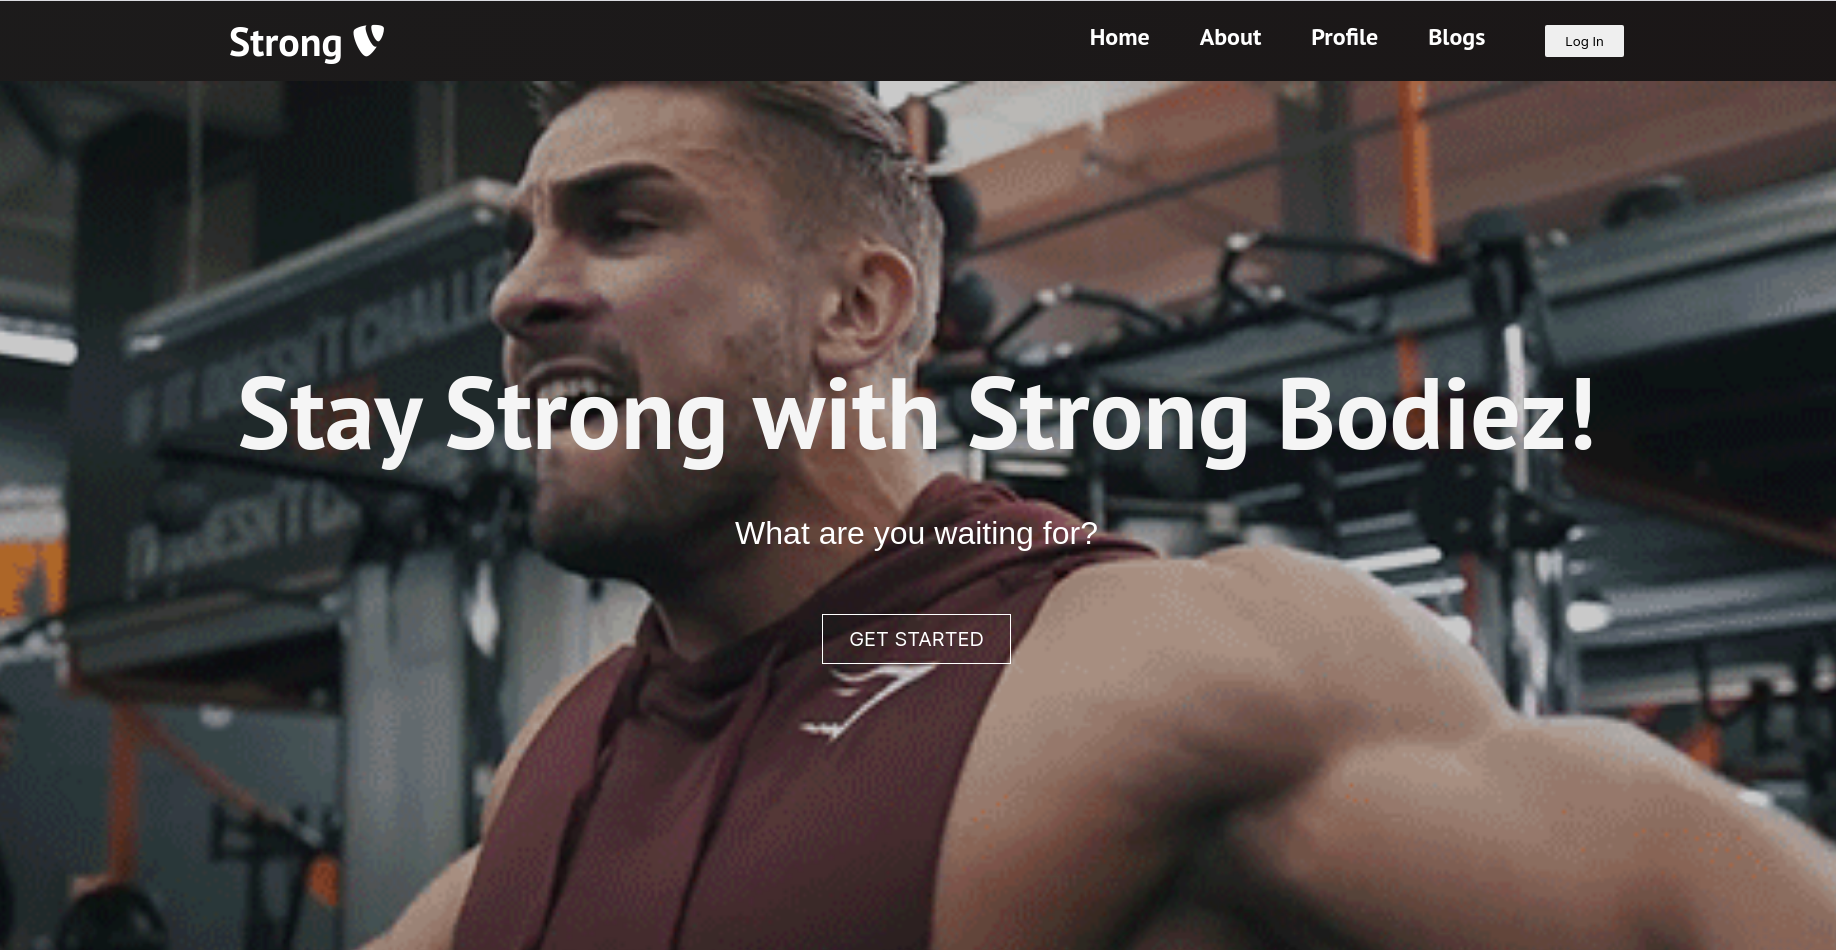 Strong
Home About Profile Blogs Log In
Stay Strong with Strong Bodiez!
What are you waiting for?
GET STARTED